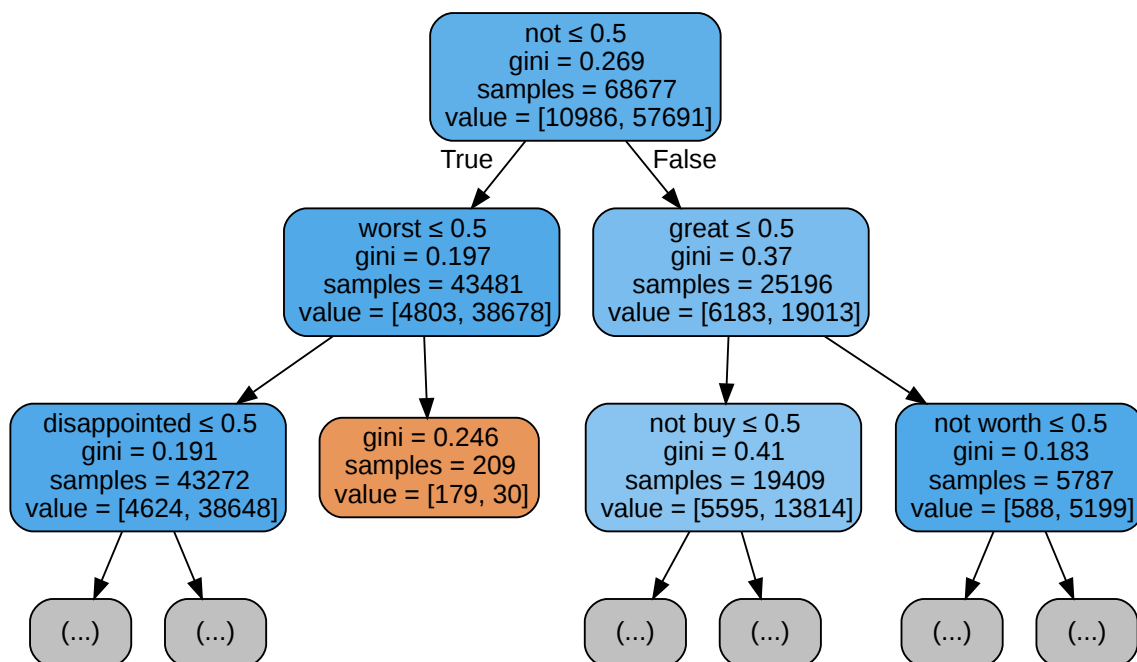 not ≤ 0.5
gini = 0.269
samples = 68677
value = [10986, 57691]
True
False
worst ≤ 0.5
gini = 0.197
samples = 43481
value = [4803, 38678]
great ≤ 0.5
gini = 0.37
samples = 25196
value = [6183, 19013]
disappointed ≤ 0.5
gini = 0.191
samples = 43272
value = [4624, 38648]
gini = 0.246
samples = 209
value = [179, 30]
not buy ≤ 0.5
gini = 0.41
samples = 19409
value = [5595, 13814]
not worth ≤ 0.5
gini = 0.183
samples = 5787
value = [588, 5199]
(...)
(...)
(...)
(...)
(...)
(...)